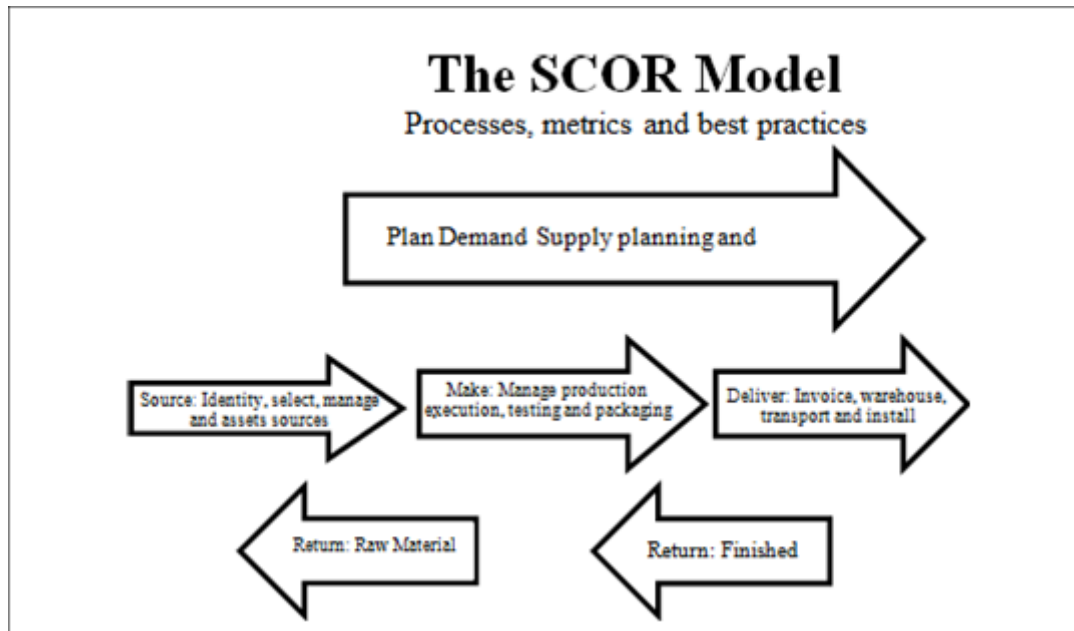 The SCOR Model
Processes, metrics and best practices
Plan Demand Supply planning and
Source: Identity, select, manage
and assets sources
Make: Manage production
execution, testing and packaging
Deliver: Invoice, warehouse,
transport and install
Return: Raw Material
Return: Finished